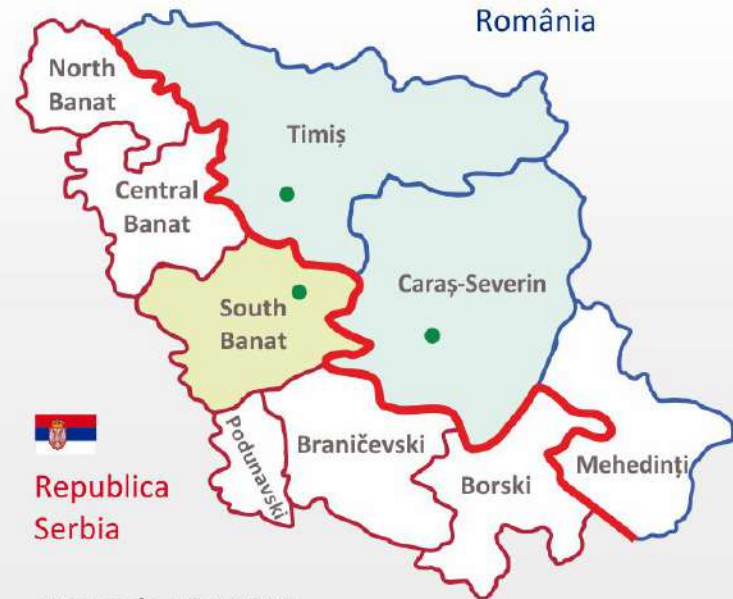 România
North
Banat
Timiș
Central
Banat
Caraș-Severin
South
Banat
Podunavski
Braničevski
Borski
Mehedinți
Republica
Serbia